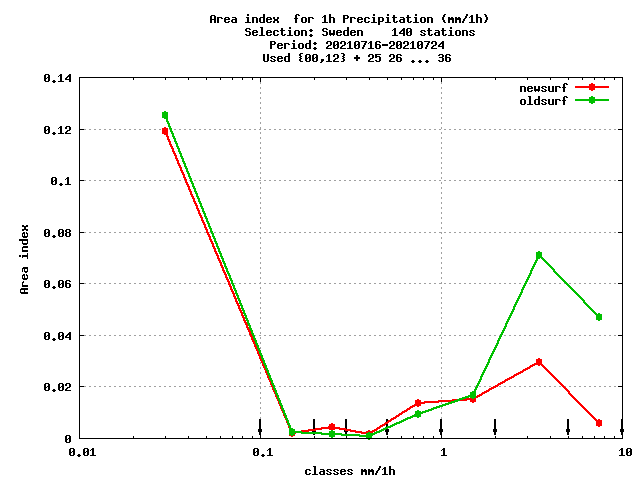 Area index  for 1h Precipitation (mm/1h)
Selection: Sweden    140 stations
Period: 20210716-20210724
Used {00,12} + 25 26 ... 36
newsurf
oldsurf
0.14
0.12
0.1
0.08
0.06
0.04
0.02
0
Area index
0.01
0.1
1
10
classes mm/1h